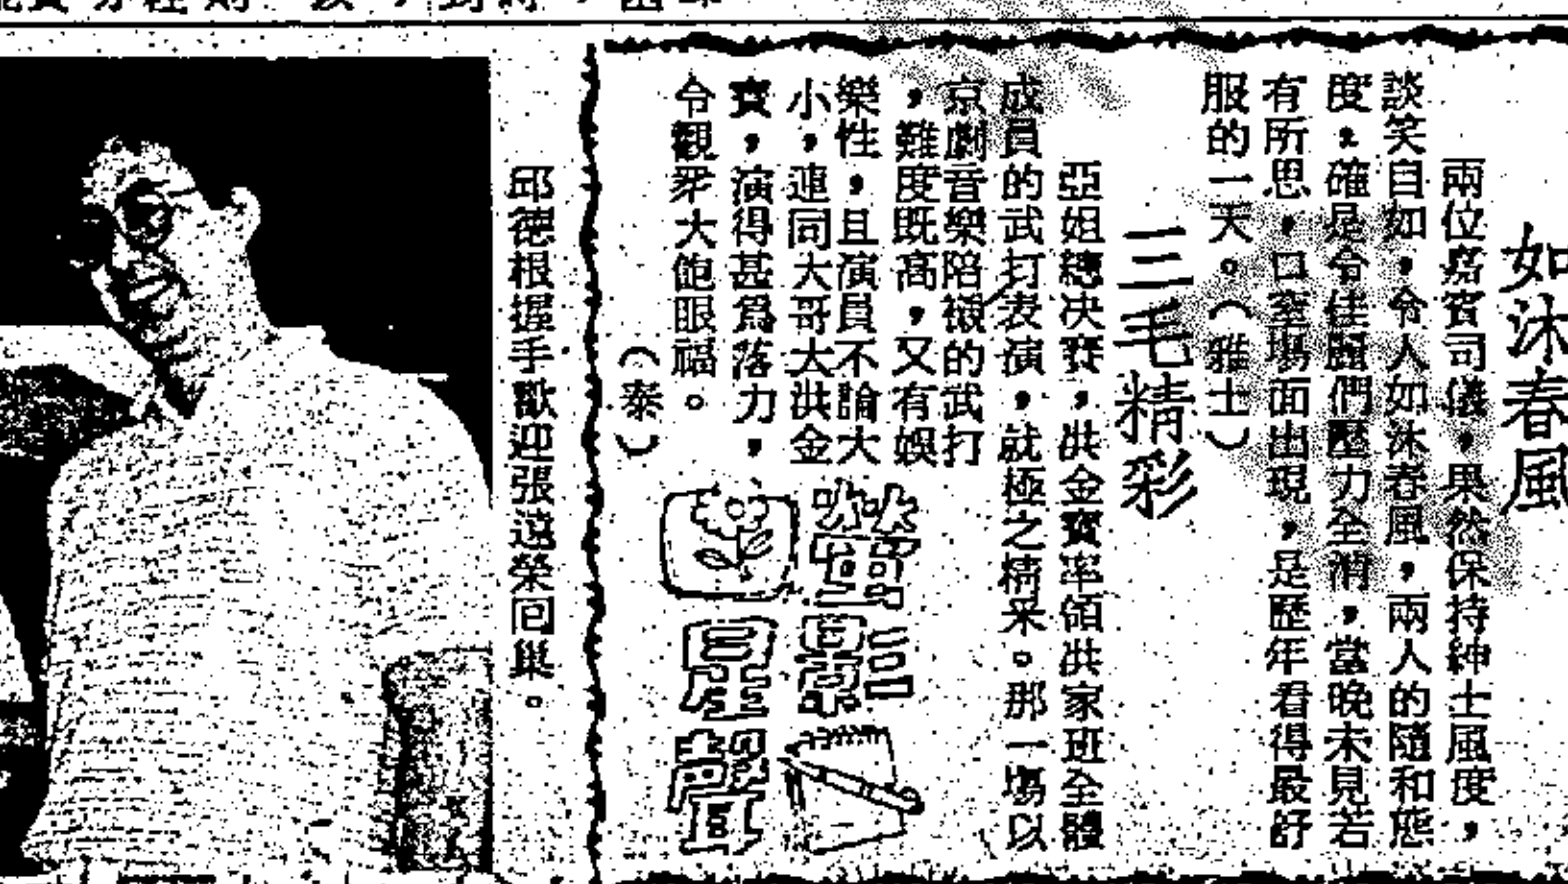 如沐春風
兩位嘉賓司儀，果然保持紳士風度，
談笑自如，令人如沐春風，兩人的隨和態
度，確是令佳麗們壓力全消，當晚未見若
有所思，口窒場面出現，是歷年看得最舒
服的一天。（雅士）
三毛精彩
亞姐總决賽，洪金寶率領洪家班全體
成員的武打表演，就極之精采。那一塲以
京劇音樂陪襯的武打
，難度既高，又有娛
樂性，且演員不論大
小，連同大哥大洪金
寶，演得甚爲落力，
令觀眾大飽眼福。
（泰）
螢影
星聲
邱德根握手歡迎張遠榮囘巢。